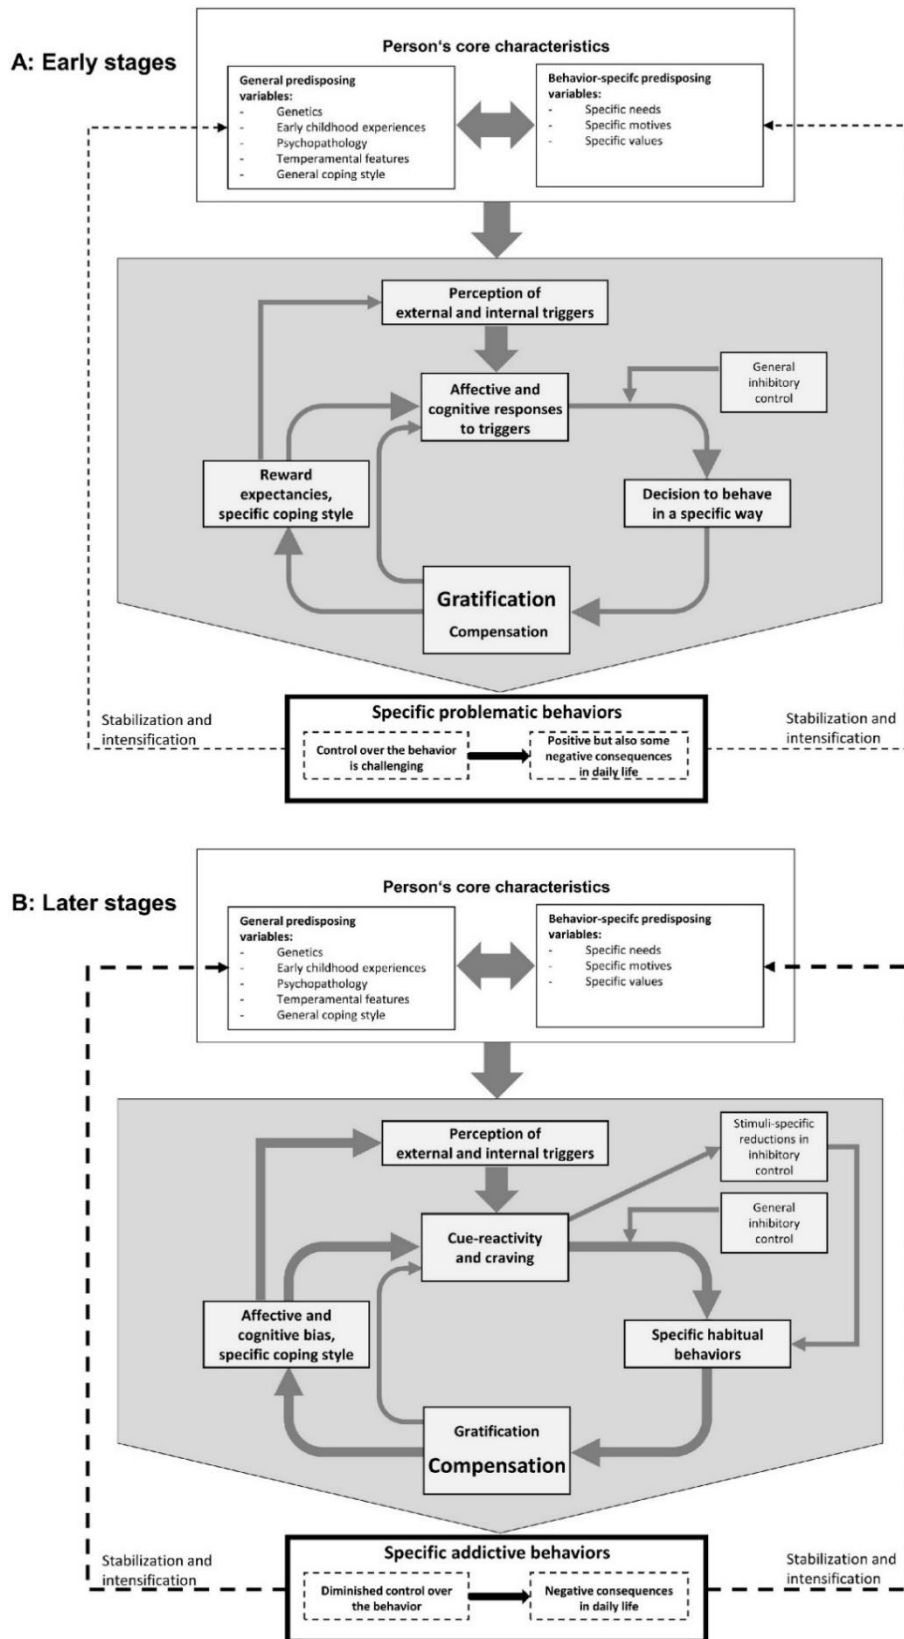 A: Early stages
Person's core characteristics
General predisposing
variables:
- Genetics
- Early childhood experiences
- Psychopathology
- Temperamental features
- General coping style
Behavior-specifc predisposing
variables:
- Specific needs
- Specific motives
- Specific values
Perception of
external and internal triggers
Affective and
cognitive responses
to triggers
General
inhibitory
control
Reward
expectancies,
specific coping style
Decision to behave
in a specific way
Gratification
Compensation
Stabilization and
intensification
Specific problematic behaviors
Control over the behavior
is challenging
Positive but also some
negative consequences
in daily life
Stabilization and
intensification
B: Later stages
Person's core characteristics
General predisposing
variables:
- Genetics
- Early childhood experiences
- Psychopathology
- Temperamental features
- General coping style
Behavior-specifc predisposing
variables:
- Specific needs
- Specific motives
- Specific values
Perception of
external and internal triggers
Stimuli-specific
reductions in
inhibitory
control
Cue-reactivity
and craving
General
inhibitory
control
Affective and
cognitive bias,
specific coping style
Specific habitual
behaviors
Gratification
Compensation
Stabilization and
intensification
Specific addictive behaviors
Diminished control over
the behavior
Negative consequences
in daily life
Stabilization and
intensification